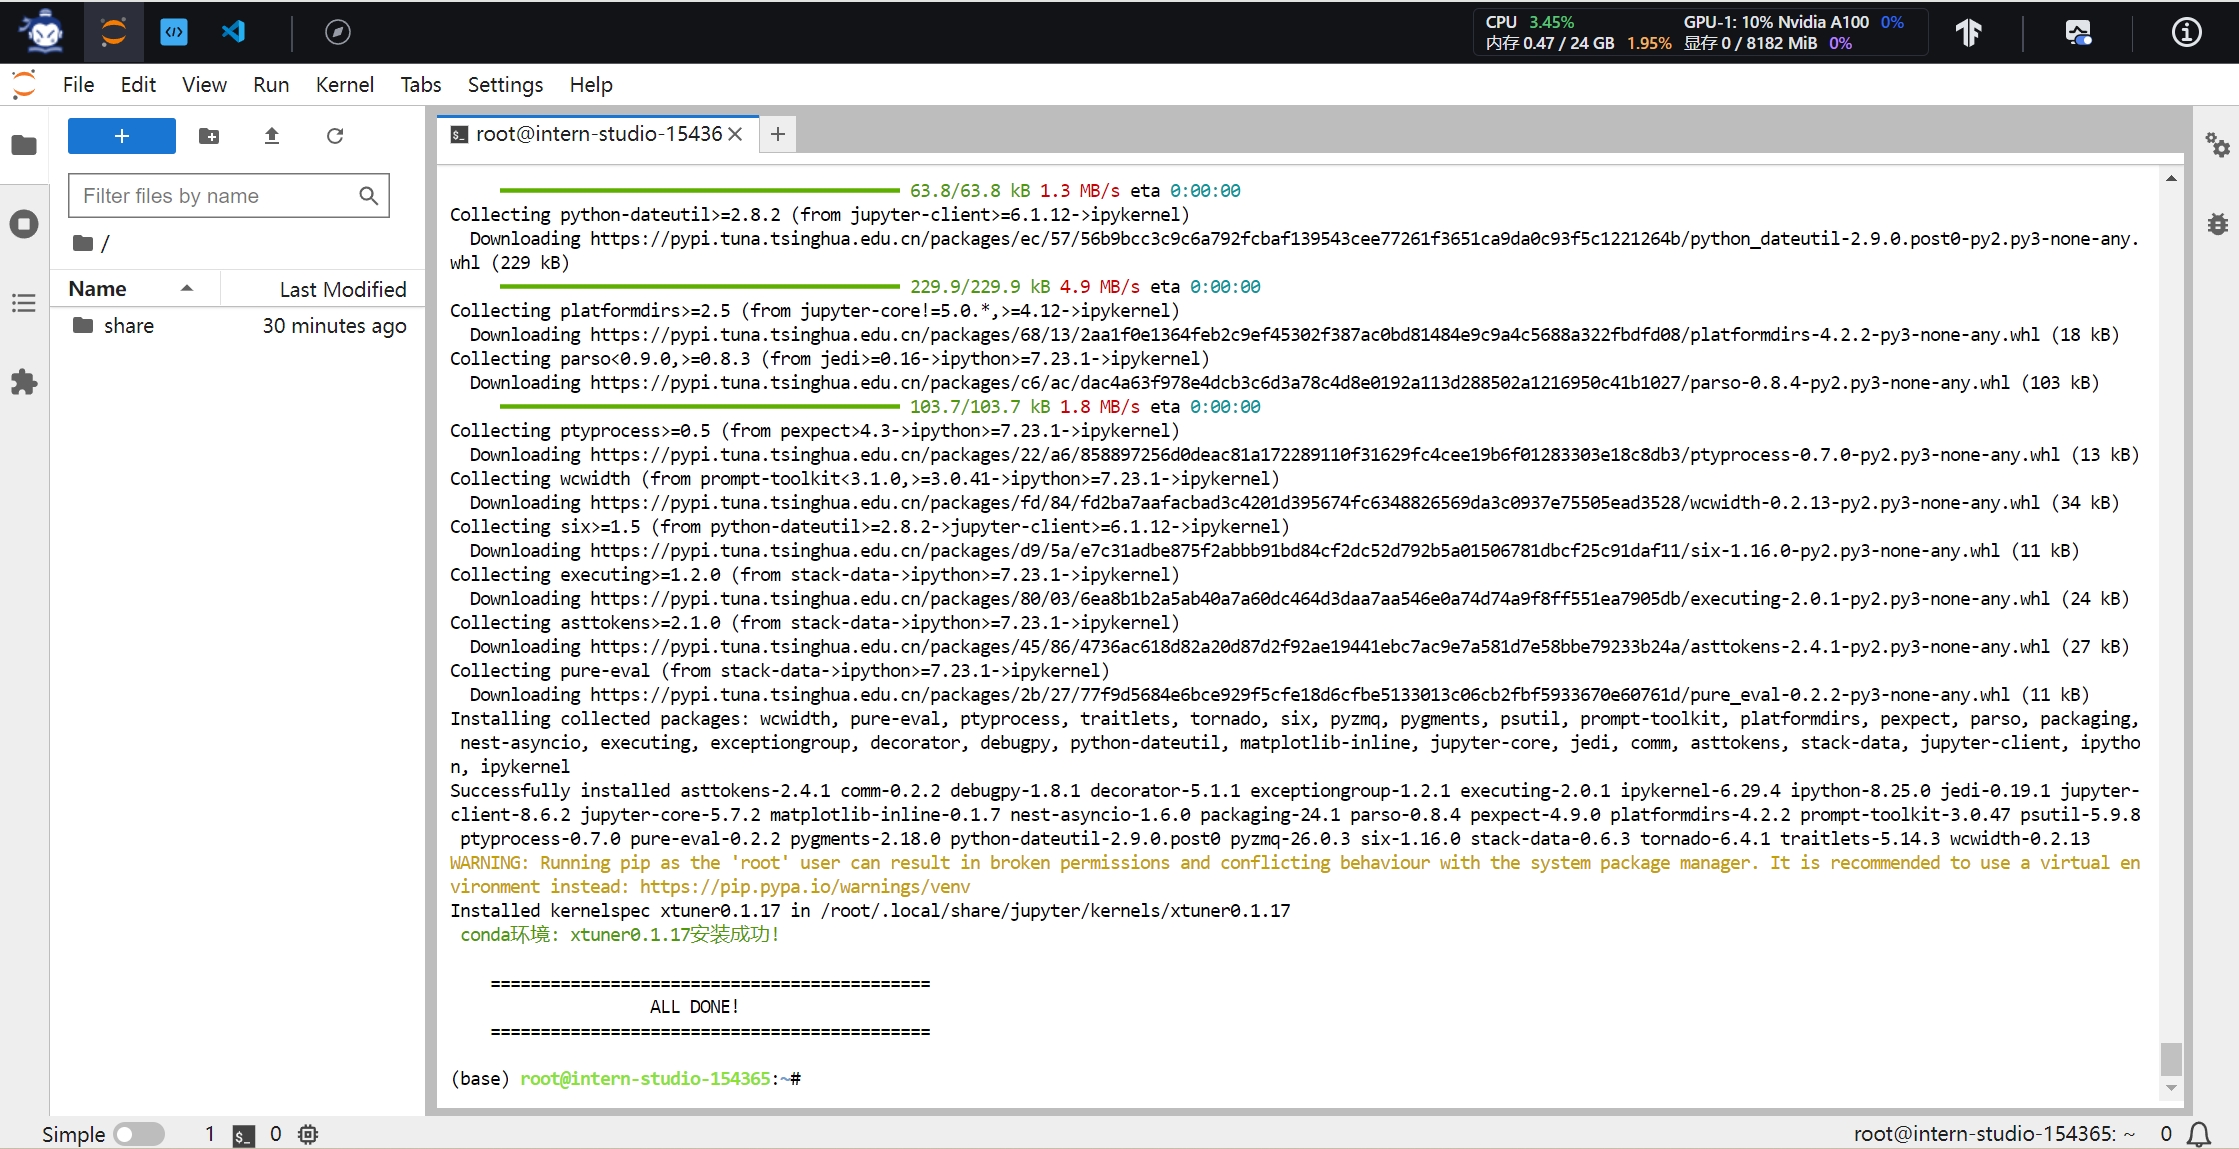 CPU 3.45% GPU-1: 10% Nvidia A100 0%
内存 0.47 / 24 GB 1.95% 显存 0 / 8182 MiB 0%
File Edit View Run Kernel Tabs Settings Help
+
root@intern-studio-15436
Filter files by name
/
Name Last Modified
share 30 minutes ago
63.8/63.8 kB 1.3 MB/s eta 0:00:00
Collecting python-dateutil>=2.8.2 (from jupyter-client>=6.1.12->ipykernel)
Downloading https://pypi.tuna.tsinghua.edu.cn/packages/ec/57/56b9bcc3c9c6a792fcbaf139543cee77261f3651ca9da0c93f5c1221264b/python_dateutil-2.9.0.post0-py2.py3-none-any.
whl (229 kB)
229.9/229.9 kB 4.9 MB/s eta 0:00:00
Collecting platformdirs>=2.5 (from jupyter-core!=5.0.*,>=4.12->ipykernel)
Downloading https://pypi.tuna.tsinghua.edu.cn/packages/68/13/2aa1f0e1364feb2c9ef45302f387ac0bd81484e9c9a4c5688a322fbdfd08/platformdirs-4.2.2-py3-none-any.whl (18 kB)
Collecting parso<0.9.0,>=0.8.3 (from jedi>=0.16->ipython>=7.23.1->ipykernel)
Downloading https://pypi.tuna.tsinghua.edu.cn/packages/c6/ac/dac4a63f978e4dcb3c6d3a78c4d8e0192a113d288502a1216950c41b1027/parso-0.8.4-py2.py3-none-any.whl (103 kB)
103.7/103.7 kB 1.8 MB/s eta 0:00:00
Collecting ptyprocess>=0.5 (from pexpect>4.3->ipython>=7.23.1->ipykernel)
Downloading https://pypi.tuna.tsinghua.edu.cn/packages/22/a6/858897256d0deac81a172289110f31629fc4cee19b6f01283303e18c8db3/ptyprocess-0.7.0-py2.py3-none-any.whl (13 kB)
Collecting wcwidth (from prompt-toolkit<3.1.0,>=3.0.41->ipython>=7.23.1->ipykernel)
Downloading https://pypi.tuna.tsinghua.edu.cn/packages/fd/84/fd2ba7aafacbad3c4201d395674fc6348826569da3c0937e75505ead3528/wcwidth-0.2.13-py2.py3-none-any.whl (34 kB)
Collecting six>=1.5 (from python-dateutil>=2.8.2->jupyter-client>=6.1.12->ipykernel)
Downloading https://pypi.tuna.tsinghua.edu.cn/packages/d9/5a/e7c31adbe875f2abbb91bd84cf2dc52d792b5a01506781dbcf25c91daf11/six-1.16.0-py2.py3-none-any.whl (11 kB)
Collecting executing>=1.2.0 (from stack-data->ipython>=7.23.1->ipykernel)
Downloading https://pypi.tuna.tsinghua.edu.cn/packages/80/03/6ea8b1b2a5ab40a7a60dc464d3daa7aa546e0a74d74a9f8ff551ea7905db/executing-2.0.1-py2.py3-none-any.whl (24 kB)
Collecting asttokens>=2.1.0 (from stack-data->ipython>=7.23.1->ipykernel)
Downloading https://pypi.tuna.tsinghua.edu.cn/packages/45/86/4736ac618d82a20d87d2f92ae19441ebc7ac9e7a581d7e58bbe79233b24a/asttokens-2.4.1-py2.py3-none-any.whl (27 kB)
Collecting pure-eval (from stack-data->ipython>=7.23.1->ipykernel)
Downloading https://pypi.tuna.tsinghua.edu.cn/packages/2b/27/77f9d5684e6bce929f5cfe18d6cfbe5133013c06cb2fbf5933670e60761d/pure_eval-0.2.2-py3-none-any.whl (11 kB)
Installing collected packages: wcwidth, pure-eval, ptyprocess, traitlets, tornado, six, pyzmq, pygments, psutil, prompt-toolkit, platformdirs, pexpect, parso, packaging,
nest-asyncio, executing, exceptiongroup, decorator, debugpy, python-dateutil, matplotlib-inline, jupyter-core, jedi, comm, asttokens, stack-data, jupyter-client, ipytho
n, ipykernel
Successfully installed asttokens-2.4.1 comm-0.2.2 debugpy-1.8.1 decorator-5.1.1 exceptiongroup-1.2.1 executing-2.0.1 ipykernel-6.29.4 ipython-8.25.0 jedi-0.19.1 jupyter-
client-8.6.2 jupyter-core-5.7.2 matplotlib-inline-0.1.7 nest-asyncio-1.6.0 packaging-24.1 parso-0.8.4 pexpect-4.9.0 platformdirs-4.2.2 prompt-toolkit-3.0.47 psutil-5.9.8
ptyprocess-0.7.0 pure-eval-0.2.2 pygments-2.18.0 python-dateutil-2.9.0.post0 pyzmq-26.0.3 six-1.16.0 stack-data-0.6.3 tornado-6.4.1 traitlets-5.14.3 wcwidth-0.2.13
WARNING: Running pip as the 'root' user can result in broken permissions and conflicting behaviour with the system package manager. It is recommended to use a virtual en
vironment instead: https://pip.pypa.io/warnings/venv
Installed kernelspec xtuner0.1.17 in /root/.local/share/jupyter/kernels/xtuner0.1.17
conda环境: xtuner0.1.17安装成功!
============================================
ALL DONE!
============================================
(base) root@intern-studio-154365:~#
Simple 1 $_ 0 root@intern-studio-154365: ~ 0